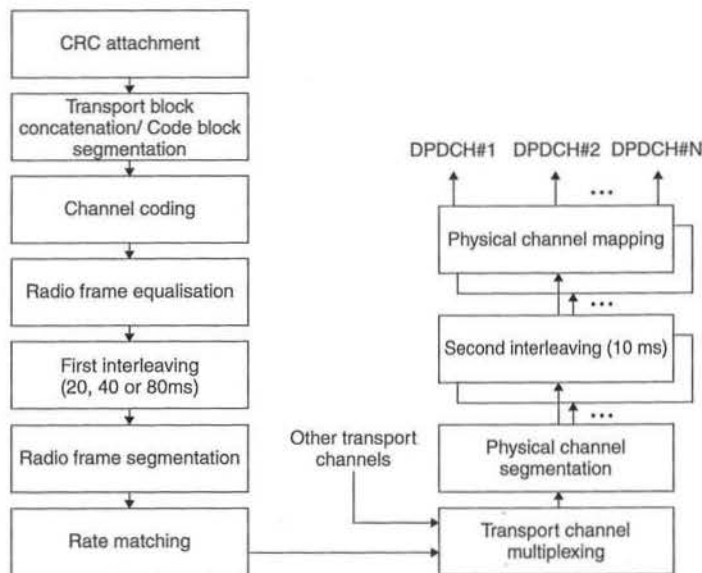 CRC attachment
Transport block
concatenation/ Code block
segmentation
Channel coding
Radio frame equalisation
First interleaving
(20, 40 or 80ms)
Radio frame segmentation
Rate matching
Other transport
channels
DPDCH#1 DPDCH#2 DPDCH#N
...
Physical channel mapping
...
Second interleaving (10 ms)
...
Physical channel
segmentation
Transport channel
multiplexing